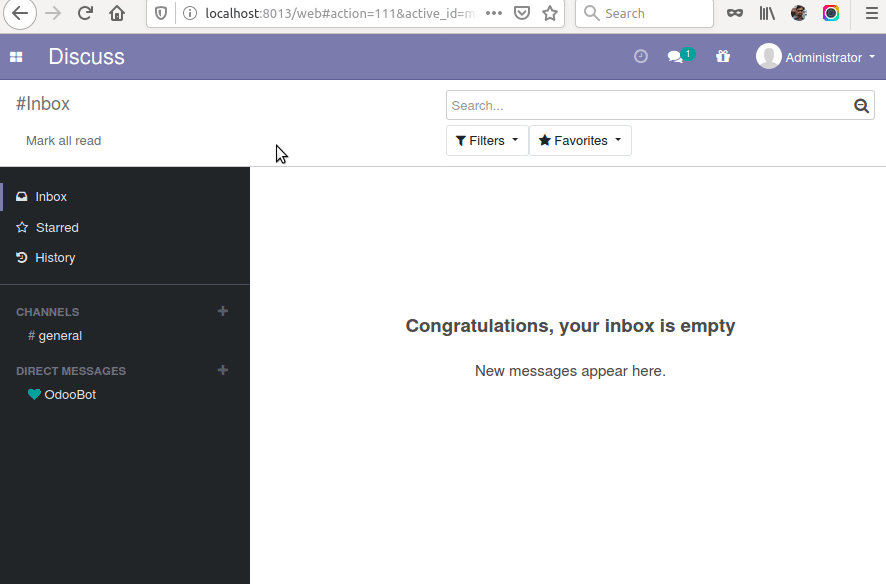 localhost:8013/web#action=111&active_id=m
Search
Discuss
1
Administrator
#Inbox
Search...
Mark all read
Filters
Favorites
Inbox
Starred
History
CHANNELS
# general
DIRECT MESSAGES
OdooBot
Congratulations, your inbox is empty
New messages appear here.